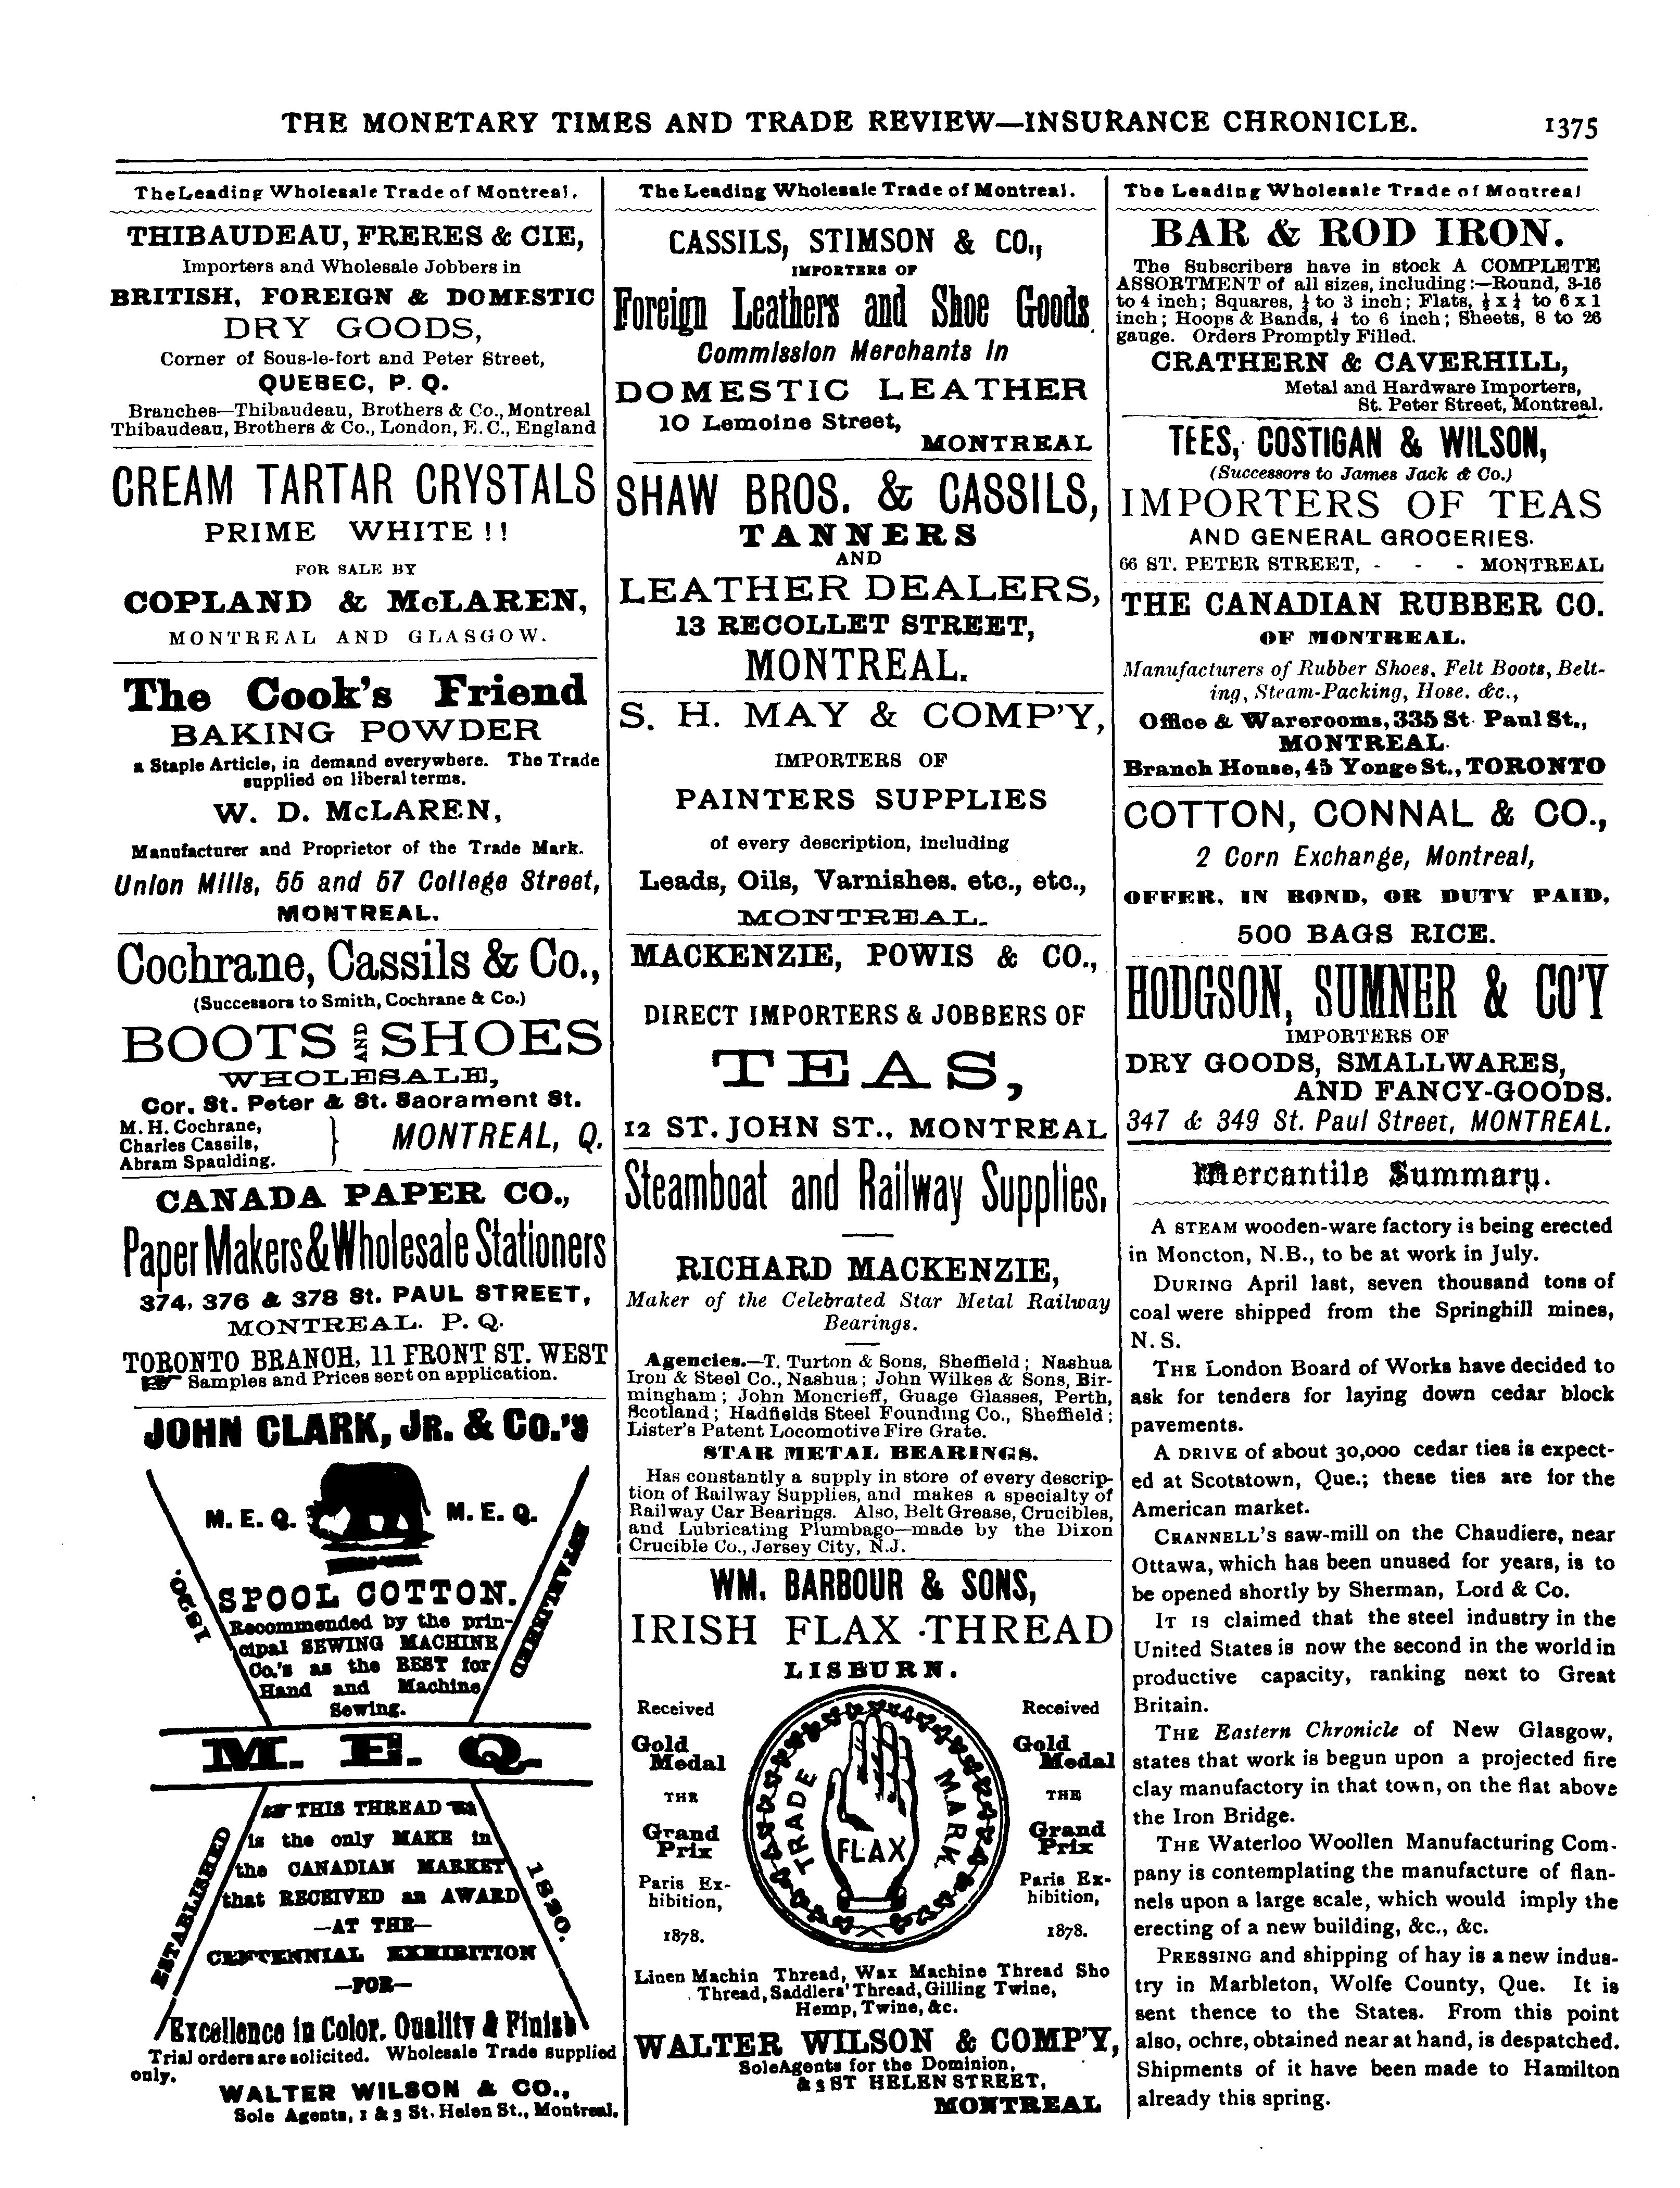 THE MONETARY TIMES AND TRADE REVIEW—INSURANCE CHRONICLE.
1375
The Leading Wholesale Trade of Montreal.
THIBAUDEAU, FRERES & CIE,
Importers and Wholesale Jobbers in
BRITISH, FOREIGN & DOMESTIC
DRY GOODS,
Corner of Sous-le-fort and Peter Street,
QUEBEC, P. Q.
Branches—Thibaudeau, Brothers & Co., Montreal
Thibaudeau, Brothers & Co., London, E.C., England
CREAM TARTAR CRYSTALS
PRIME WHITE!!
FOR SALE BY
COPLAND & McLAREN,
MONTREAL AND GLASGOW.
The Cook's Friend
BAKING POWDER
a Staple Article, in demand everywhere. The Trade
supplied on liberal terms.
W. D. McLAREN,
Manufacturer and Proprietor of the Trade Mark.
Union Mills, 55 and 57 College Street,
MONTREAL.
Cochrane, Cassils & Co.,
(Successors to Smith, Cochrane & Co.)
BOOTS AND SHOES
WHOLESALE,
Cor. St. Peter & St. Saorament St.
M. H. Cochrane,
Charles Cassils,
Abram Spaulding.
MONTREAL, Q.
CANADA PAPER CO.,
Paper Makers & Wholesale Stationers
374, 376 & 378 St. PAUL STREET,
MONTREAL. P. Q.
TORONTO BRANCH, 11 FRONT ST. WEST
Samples and Prices sert on application.
JOHN CLARK, JR. & CO.'S
M. E. Q. M. E. Q.
ESTABLISHED
1820.
SPOOL COTTON.
Recommended by the prin-
cipal SEWING MACHINE
Co.'s as the BEST for
Hand and Machine
Sewing.
M. E. Q.
ESTABLISHED
1820.
THIS THREAD
is the only MAKE in
the CANADIAN MARKET
that RECEIVED an AWARD
—AT THE—
CENTENNIAL EXHIBITION
—FOR—
Excellence in Color, Quality & Finish
Trial orders are solicited. Wholesale Trade supplied
only.
WALTER WILSON & CO.,
Sole Agents, 1 & 3 St. Helen St., Montreal.
The Leading Wholesale Trade of Montreal.
CASSILS, STIMSON & CO.,
IMPORTERS OF
Foreign Leathers and Shoe Goods
Commission Merchants in
DOMESTIC LEATHER
10 Lemoine Street,
MONTREAL
SHAW BROS. & CASSILS,
TANNERS
AND
LEATHER DEALERS,
13 RECOLLET STREET,
MONTREAL.
S. H. MAY & COMP'Y,
IMPORTERS OF
PAINTERS SUPPLIES
of every description, including
Leads, Oils, Varnishes. etc., etc.,
MONTREAL.
MACKENZIE, POWIS & CO.,
DIRECT IMPORTERS & JOBBERS OF
TEAS,
12 ST. JOHN ST., MONTREAL
Steamboat and Railway Supplies,
RICHARD MACKENZIE,
Maker of the Celebrated Star Metal Railway
Bearings.
Agencies.—T. Turton & Sons, Sheffield; Nashua
Iron & Steel Co., Nashua; John Wilkes & Sons, Bir-
mingham; John Moncrieff, Guage Glasses, Perth,
Scotland; Hadfields Steel Founding Co., Sheffield;
Lister's Patent Locomotive Fire Grate.
STAR METAL BEARINGS.
Has constantly a supply in store of every descrip-
tion of Railway Supplies, and makes a specialty of
Railway Car Bearings. Also, Belt Grease, Crucibles,
and Lubricating Plumbago—made by the Dixon
Crucible Co., Jersey City, N.J.
WM. BARBOUR & SONS,
IRISH FLAX THREAD
LISBURN.
Received
Gold
Medal
THE
Grand
Prix
Paris Ex-
hibition,
1878.
TRADE MARK
FLAX
Received
Gold
Medal
THE
Grand
Prix
Paris Ex-
hibition,
1878.
Linen Machin Thread, Wax Machine Thread Sho
Thread, Saddlers' Thread, Gilling Twine,
Hemp, Twine, &c.
WALTER WILSON & COMP'Y,
Sole Agents for the Dominion,
& 3 ST HELEN STREET,
MONTREAL
The Leading Wholesale Trade of Montreal
BAR & ROD IRON.
The Subscribers have in stock A COMPLETE
ASSORTMENT of all sizes, including:—Round, 3-16
to 4 inch; Squares, to 3 inch; Flats, to 6 x 1
inch; Hoops & Bands, to 6 inch; Sheets, 8 to 26
gauge. Orders Promptly Filled.
CRATHERN & CAVERHILL,
Metal and Hardware Importers,
St. Peter Street, Montreal.
TEES, COSTIGAN & WILSON,
(Successors to James Jack & Co.)
IMPORTERS OF TEAS
AND GENERAL GROCERIES.
66 ST. PETER STREET, - - - MONTREAL
THE CANADIAN RUBBER CO.
OF MONTREAL.
Manufacturers of Rubber Shoes, Felt Boots, Belt-
ing, Steam-Packing, Hose. &c.,
Office & Warerooms, 335 St. Paul St.,
MONTREAL.
Branch House, 45 Yonge St., TORONTO
COTTON, CONNAL & CO.,
2 Corn Exchange, Montreal,
OFFER, IN BOND, OR DUTY PAID,
500 BAGS RICE.
HODGSON, SUMNER & CO'Y
IMPORTERS OF
DRY GOODS, SMALLWARES,
AND FANCY-GOODS.
347 & 349 St. Paul Street, MONTREAL.
Mercantile Summary.
A STEAM wooden-ware factory is being erected
in Moncton, N.B., to be at work in July.
DURING April last, seven thousand tons of
coal were shipped from the Springhill mines,
N. S.
THE London Board of Works have decided to
ask for tenders for laying down cedar block
pavements.
A DRIVE of about 30,000 cedar ties is expect-
ed at Scotstown, Que.; these ties are for the
American market.
CRANNELL'S saw-mill on the Chaudiere, near
Ottawa, which has been unused for years, is to
be opened shortly by Sherman, Lord & Co.
IT IS claimed that the steel industry in the
United States is now the second in the world in
productive capacity, ranking next to Great
Britain.
THE Eastern Chronicle of New Glasgow,
states that work is begun upon a projected fire
clay manufactory in that town, on the flat above
the Iron Bridge.
THE Waterloo Woollen Manufacturing Com-
pany is contemplating the manufacture of flan-
nels upon a large scale, which would imply the
erecting of a new building, &c., &c.
PRESSING and shipping of hay is a new indus-
try in Marbleton, Wolfe County, Que. It is
sent thence to the States. From this point
also, ochre, obtained near at hand, is despatched.
Shipments of it have been made to Hamilton
already this spring.